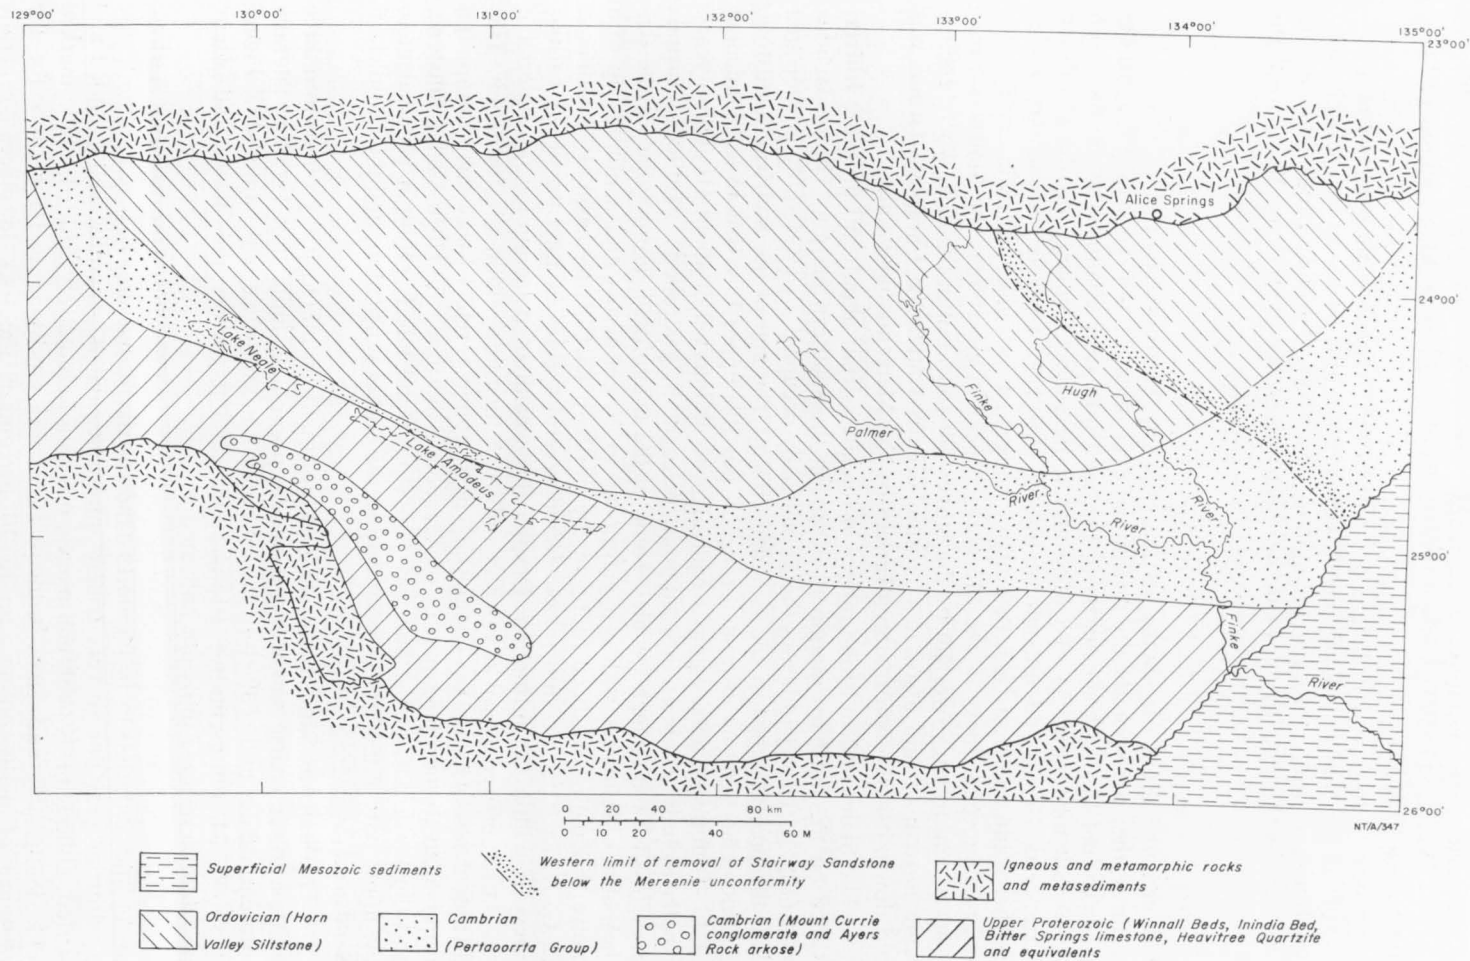 129°00'
130°00'
131°00'
132°00'
133°00'
134°00'
135°00'
23°00'
Alice Springs
24°00'
Lake Neale
Finke
Hugh
Palmer
Lake Amadeus
River
River
River
25°00'
Finke
River
26°00'
0 20 40 80 km
0 10 20 40 60 M
NT/A/347
Superficial Mesozoic sediments
Western limit of removal of Stairway Sandstone
below the Mereenie unconformity
Igneous and metamorphic rocks
and metasediments
Ordovician (Horn
Valley Siltstone)
Cambrian
(Pertaoorrta Group)
Cambrian (Mount Currie
conglomerate and Ayers
Rock arkose)
Upper Proterozoic (Winnall Beds, Inindia Bed,
Bitter Springs limestone, Heavitree Quartzite
and equivalents